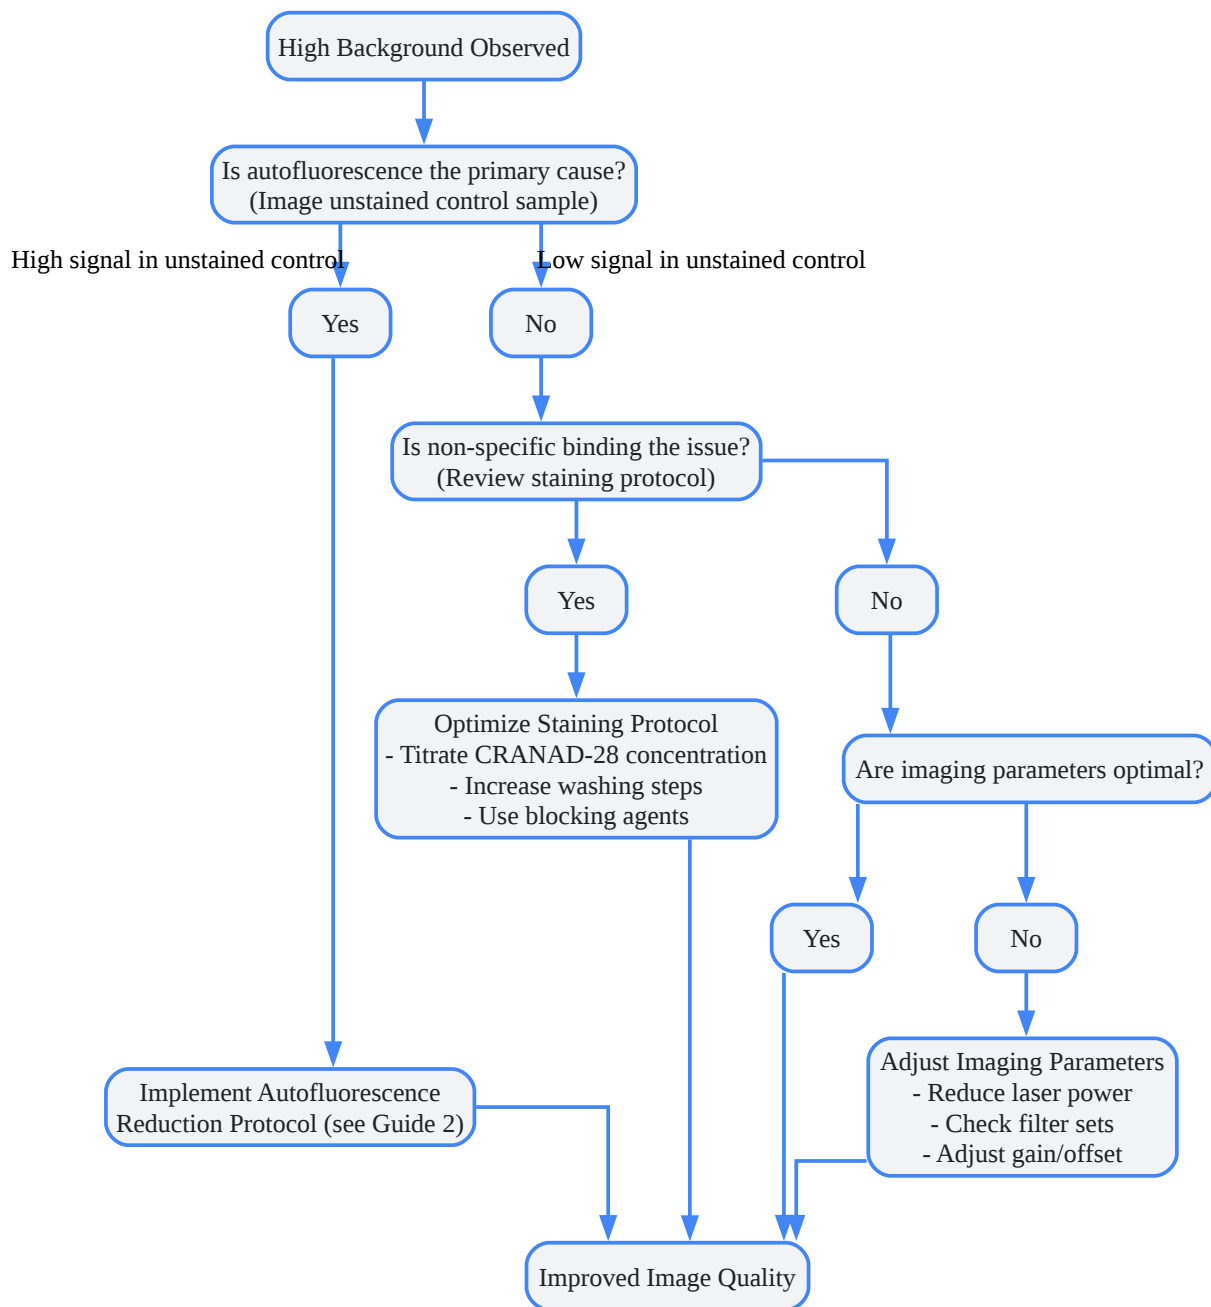 High Background Observed
Is autofluorescence the primary cause?
(Image unstained control sample)
High signal in unstained control
Low signal in unstained control
Yes
No
Is non-specific binding the issue?
(Review staining protocol)
Yes
No
Optimize Staining Protocol
- Titrate CRANAD-28 concentration
- Increase washing steps
- Use blocking agents
Are imaging parameters optimal?
Yes
No
Implement Autofluorescence
Reduction Protocol (see Guide 2)
Adjust Imaging Parameters
- Reduce laser power
- Check filter sets
- Adjust gain/offset
Improved Image Quality